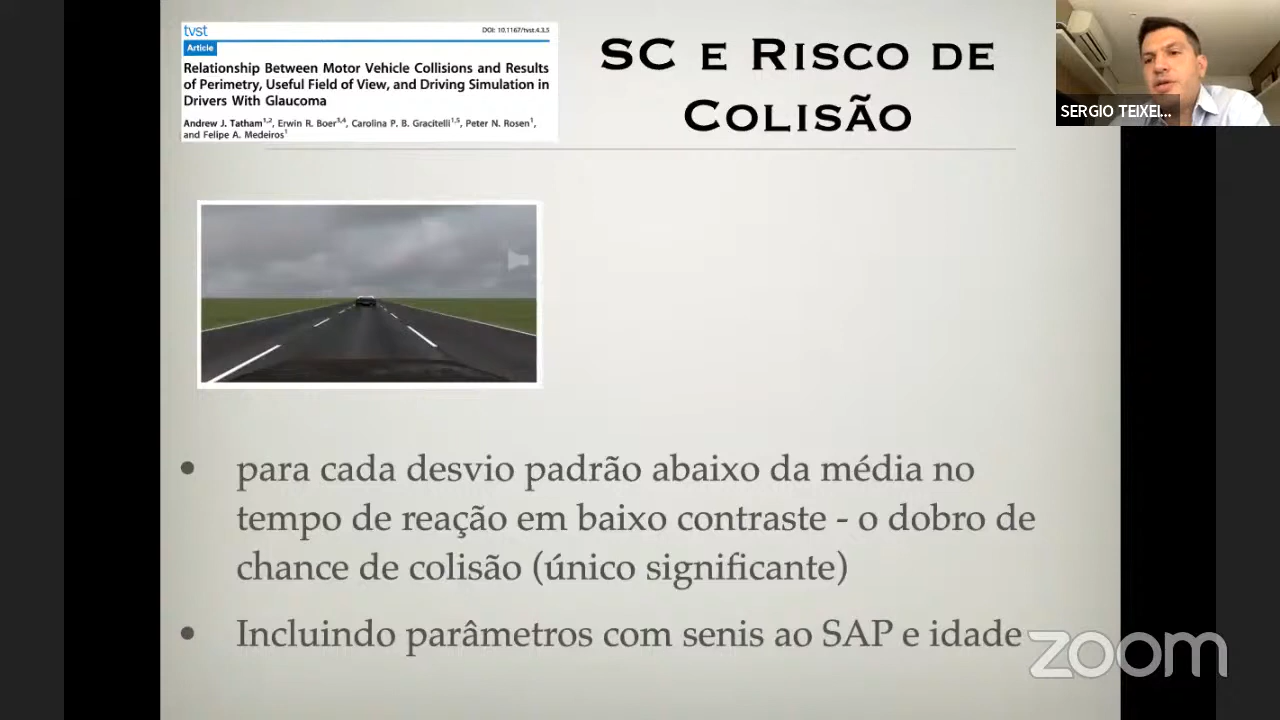 tvst
DOI: 10.1167/tvst.4.3.5
Article
Relationship Between Motor Vehicle Collisions and Results
of Perimetry, Useful Field of View, and Driving Simulation in
Drivers With Glaucoma
Andrew J. Tatham1,2, Erwin R. Boer3,4, Carolina P. B. Gracitelli1,5, Peter N. Rosen1,
and Felipe A. Medeiros1
SC E RISCO DE
COLISÃO
SERGIO TEIXEI...
• para cada desvio padrão abaixo da média no
tempo de reação em baixo contraste - o dobro de
chance de colisão (único significante)
• Incluindo parâmetros com senis ao SAP e idade
zoom